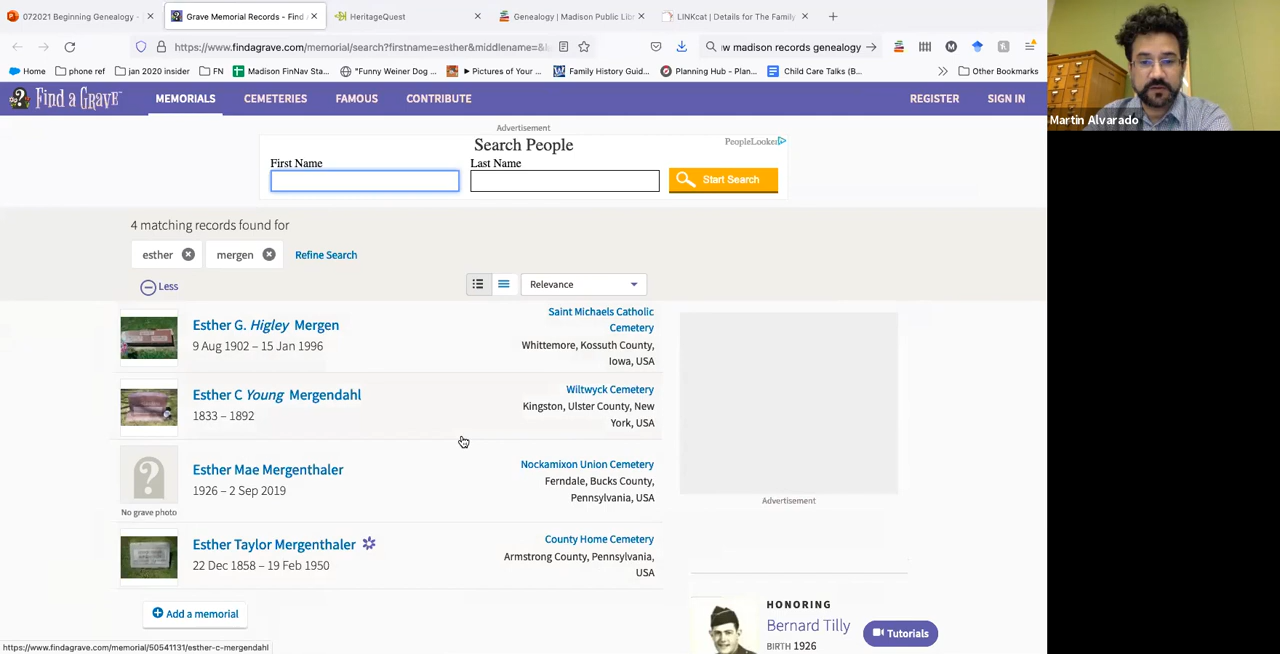 072021 Beginning Genealogy -
Grave Memorial Records - Find
HeritageQuest
Genealogy | Madison Public Lib
LINKcat | Details for The Family
https://www.findagrave.com/memorial/search?firstname=esther&middlename=&l
w madison records genealogy
Home
phone ref
jan 2020 insider
FN
Madison FinNav Sta...
"Funny Weiner Dog ...
Pictures of Your ...
Family History Guid...
Planning Hub - Plan...
Child Care Talks (B...
Other Bookmarks
Find a Grave
MEMORIALS
CEMETERIES
FAMOUS
CONTRIBUTE
REGISTER
SIGN IN
Martin Alvarado
Advertisement
Search People
PeopleLooker
First Name
Last Name
Start Search
4 matching records found for
esther
mergen
Refine Search
Less
Relevance
Esther G. Higley Mergen
9 Aug 1902 – 15 Jan 1996
Saint Michaels Catholic
Cemetery
Whittemore, Kossuth County,
Iowa, USA
Esther C Young Mergendahl
1833 – 1892
Wiltwyck Cemetery
Kingston, Ulster County, New
York, USA
Esther Mae Mergenthaler
1926 – 2 Sep 2019
No grave photo
Nockamixon Union Cemetery
Ferndale, Bucks County,
Pennsylvania, USA
Esther Taylor Mergenthaler
22 Dec 1858 – 19 Feb 1950
County Home Cemetery
Armstrong County, Pennsylvania,
USA
Add a memorial
Advertisement
HONORING
Bernard Tilly
BIRTH 1926
Tutorials
https://www.findagrave.com/memorial/50541131/esther-c-mergendahl